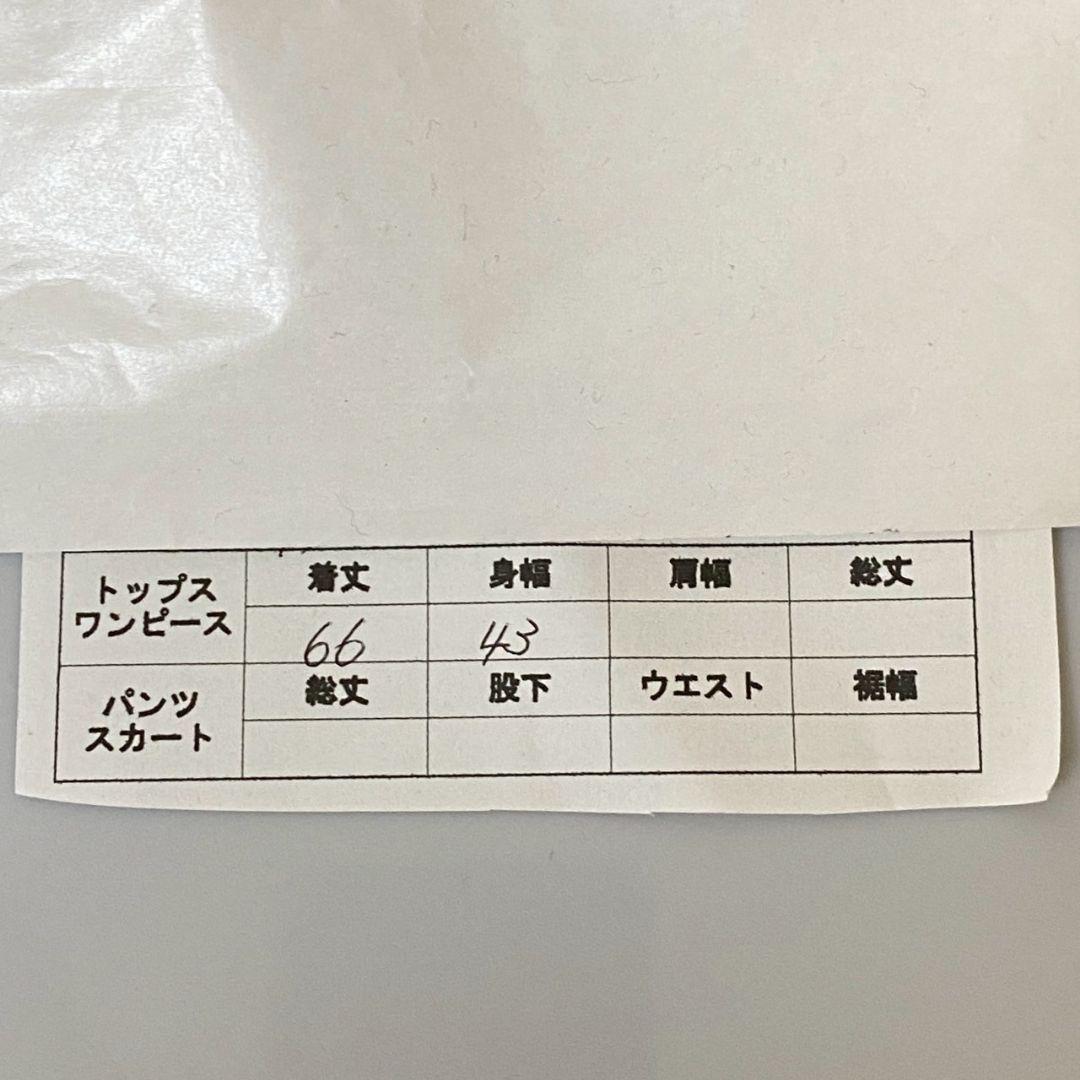 トップス
ワンピース
着丈 身幅 肩幅 総丈
66 43
パンツ
スカート
総丈 股下 ウエスト 裾幅